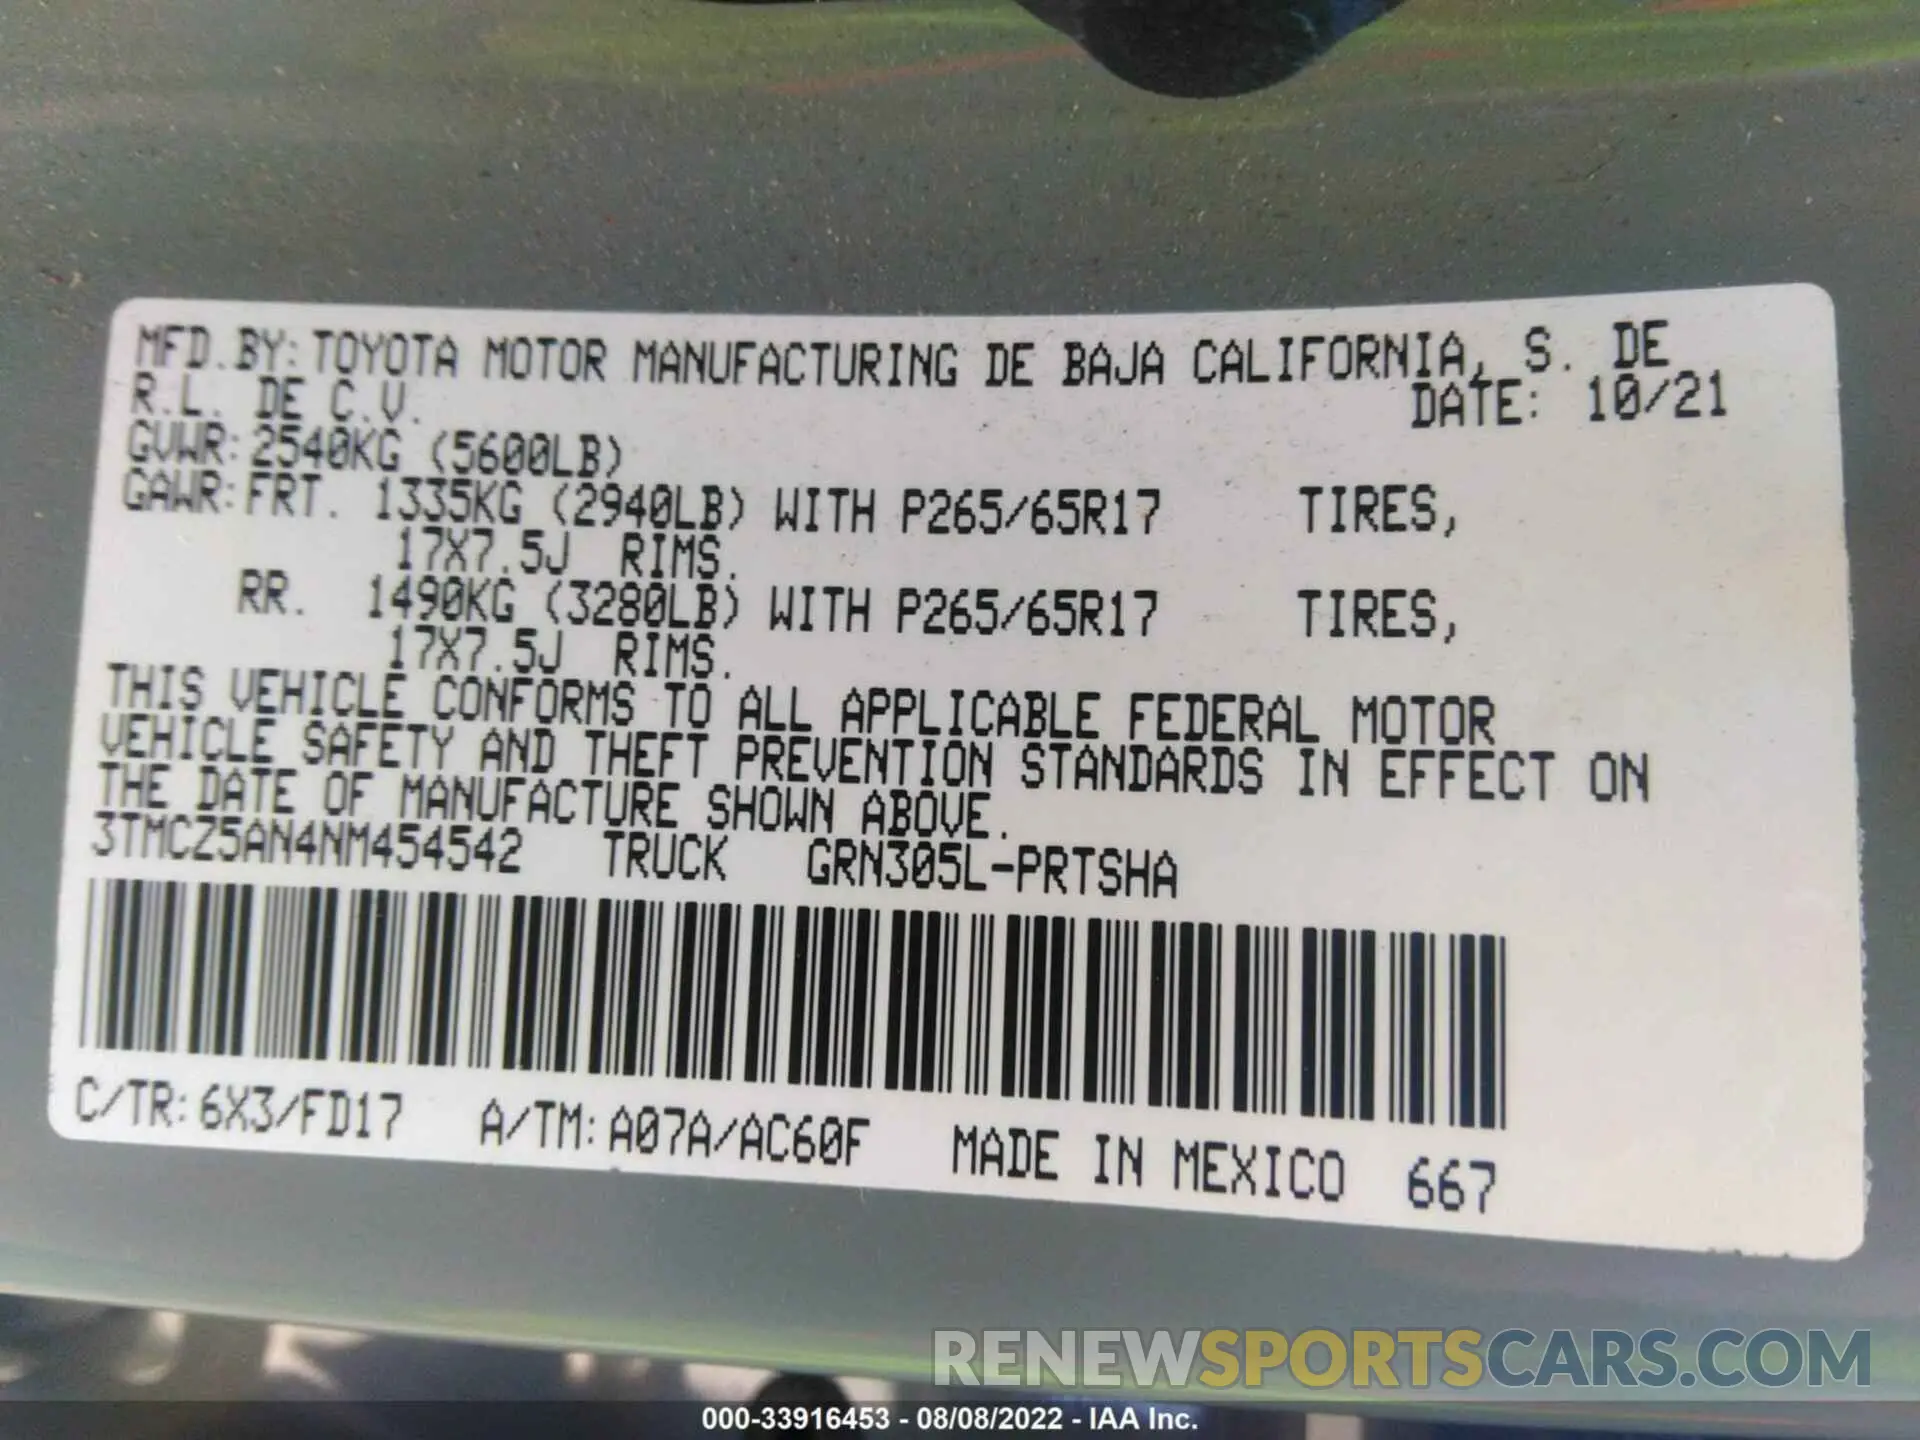 MFD.BY:TOYOTA MOTOR MANUFACTURING DE BAJA CALIFORNIA, S. DE
R.L. DE C.V. DATE: 10/21
GVWR:2540KG (5600LB)
GAWR:FRT. 1335KG (2940LB) WITH P265/65R17 TIRES,
17X7.5J RIMS.
RR. 1490KG (3280LB) WITH P265/65R17 TIRES,
17X7.5J RIMS.
THIS VEHICLE CONFORMS TO ALL APPLICABLE FEDERAL MOTOR
VEHICLE SAFETY AND THEFT PREVENTION STANDARDS IN EFFECT ON
THE DATE OF MANUFACTURE SHOWN ABOVE.
3TMCZ5AN4NM454542 TRUCK GRN305L-PRTSHA
C/TR:6X3/FD17 A/TM:A07A/AC60F MADE IN MEXICO 667
RENEWSPORTSCARS.COM
000-33916453 - 08/08/2022 - IAA Inc.